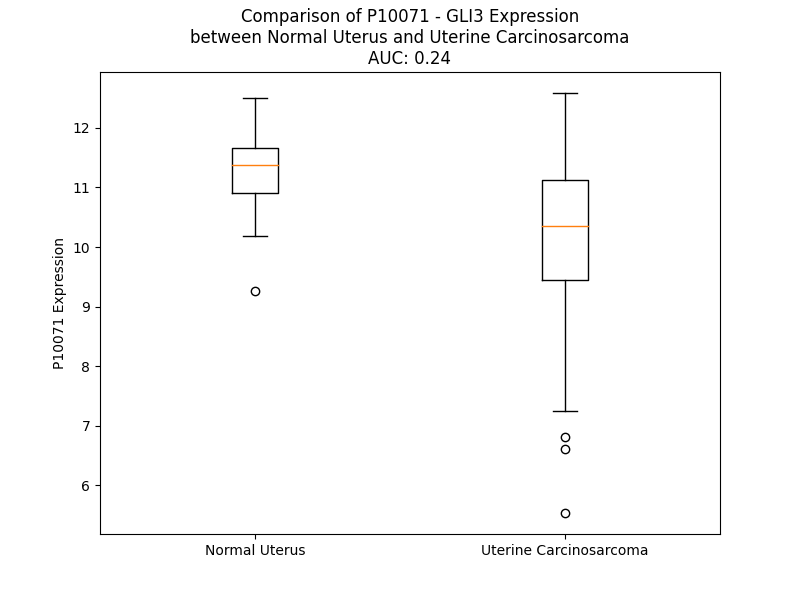 Comparison of P10071 - GLI3 Expression
between Normal Uterus and Uterine Carcinosarcoma
AUC: 0.24
P10071 Expression
12
11
10
9
8
7
6
Normal Uterus
Uterine Carcinosarcoma